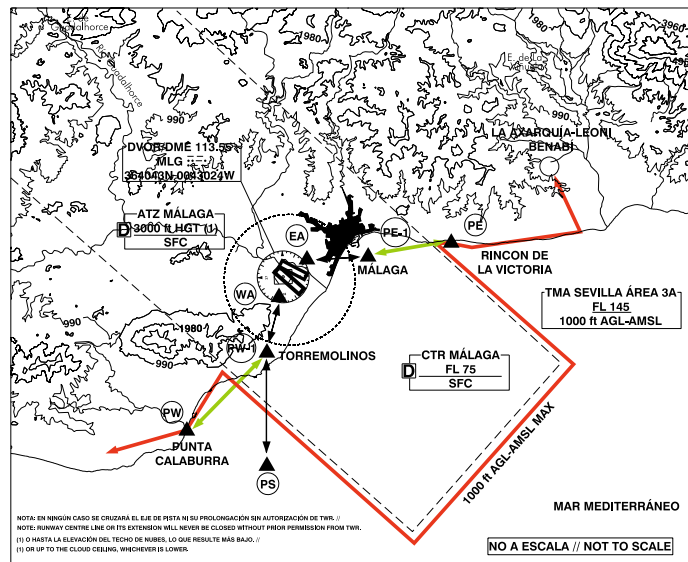 1980
3960
1980
990
990
990
LA AXARQUÍA-LEONI
BENABÍ
DVOR/DME 113.55
MLG
364043N 0043024W
ATZ MÁLAGA
D 3000 ft HGT (1)
SFC
EA
PE-1
PE
MÁLAGA
RINCON DE
LA VICTORIA
WA
TMA SEVILLA ÁREA 3A
FL 145
1000 ft AGL-AMSL
990
1980
PW-1
TORREMOLINOS
990
CTR MÁLAGA
D FL 75
SFC
PW
PUNTA
CALABURRA
PS
1000 ft AGL-AMSL MAX
MAR MEDITERRÁNEO
NOTA: EN NINGÚN CASO SE CRUZARÁ EL EJE DE PISTA NI SU PROLONGACIÓN SIN AUTORIZACIÓN DE TWR. //
NOTE: RUNWAY CENTRE LINE OR ITS EXTENSION WILL NEVER BE CLOSED WITHOUT PRIOR PERMISSION FROM TWR.
(1) O HASTA LA ELEVACIÓN DEL TECHO DE NUBES, LO QUE RESULTE MÁS BAJO. //
(1) OR UP TO THE CLOUD CEILING, WHICHEVER IS LOWER.
NO A ESCALA // NOT TO SCALE